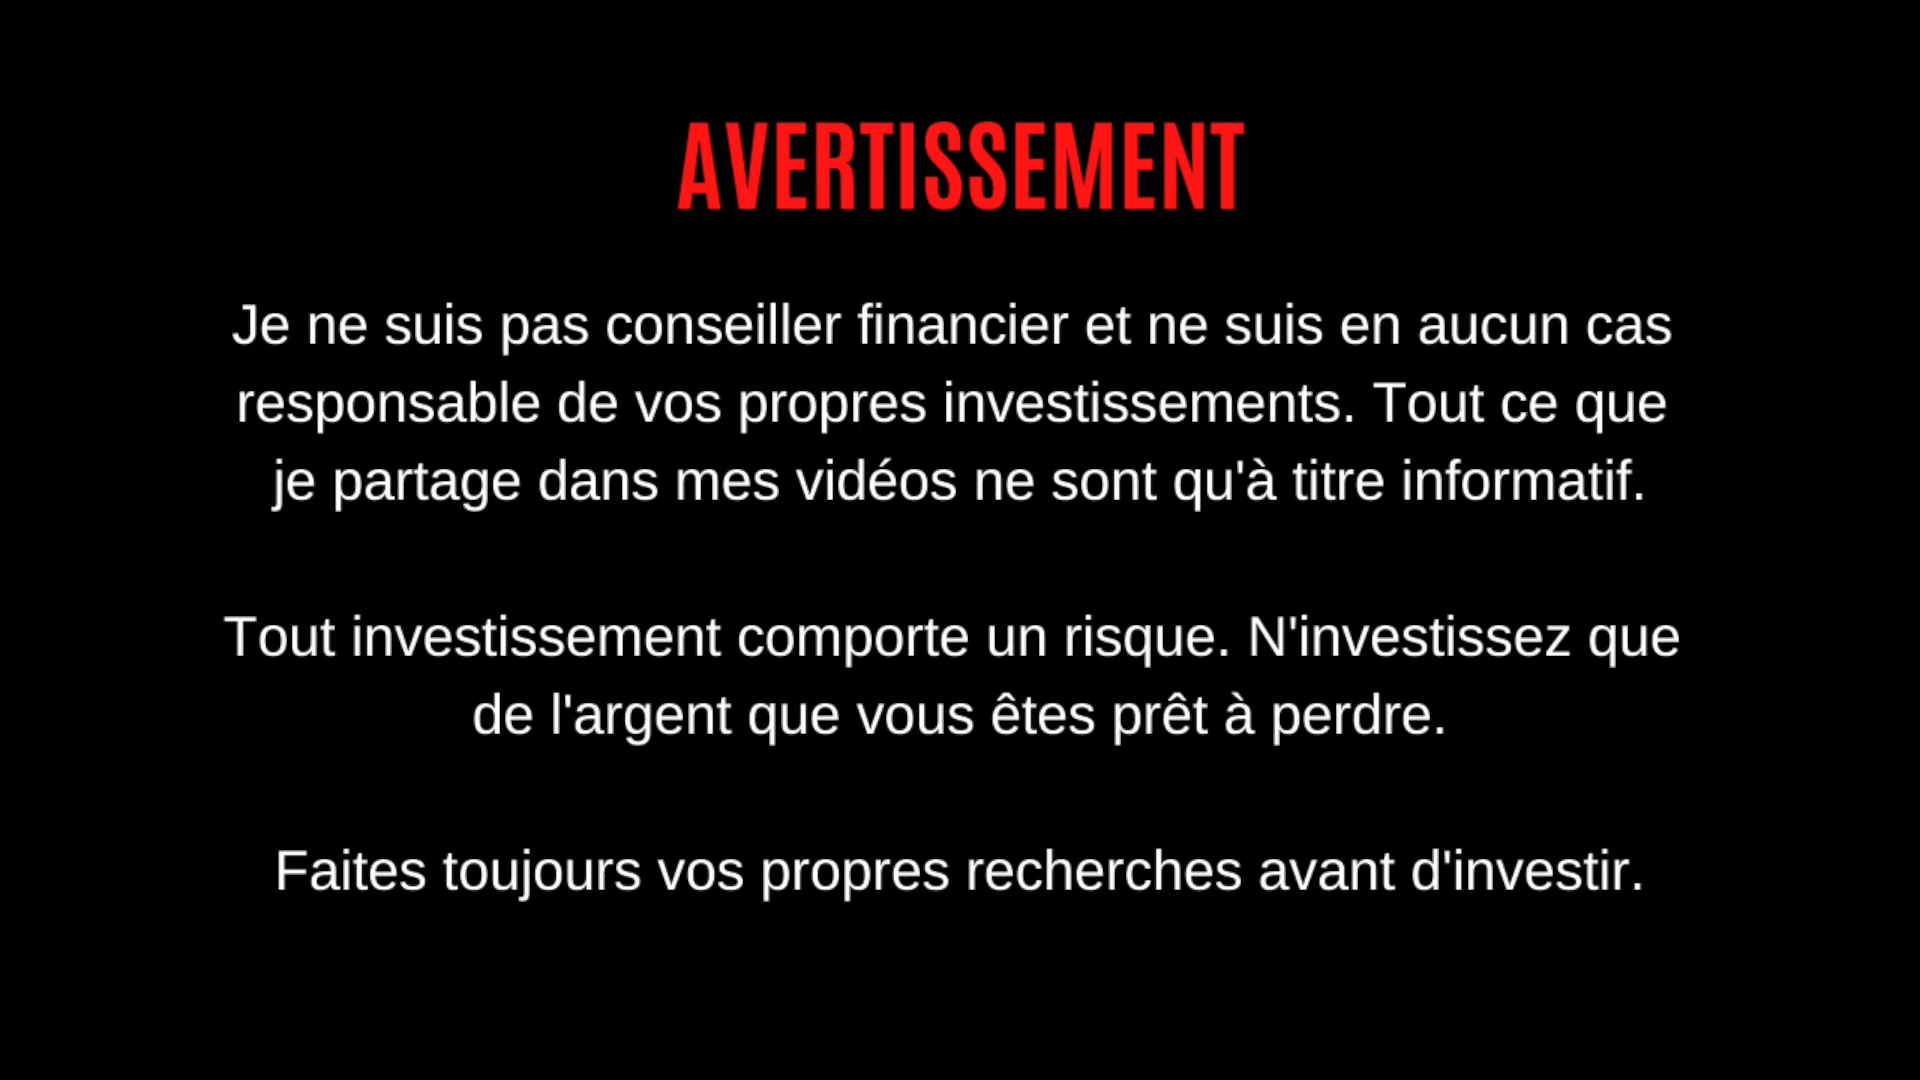 AVERTISSEMENT
Je ne suis pas conseiller financier et ne suis en aucun cas
responsable de vos propres investissements. Tout ce que
je partage dans mes vidéos ne sont qu'à titre informatif.
Tout investissement comporte un risque. N'investissez que
de l'argent que vous êtes prêt à perdre.
Faites toujours vos propres recherches avant d'investir.